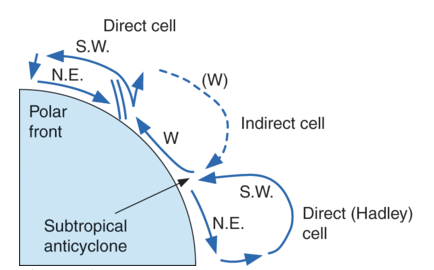 Direct cell
S.W.
N.E.
(W)
Polar
front
Indirect cell
W
S.W.
Direct (Hadley)
cell
N.E.
Subtropical
anticyclone